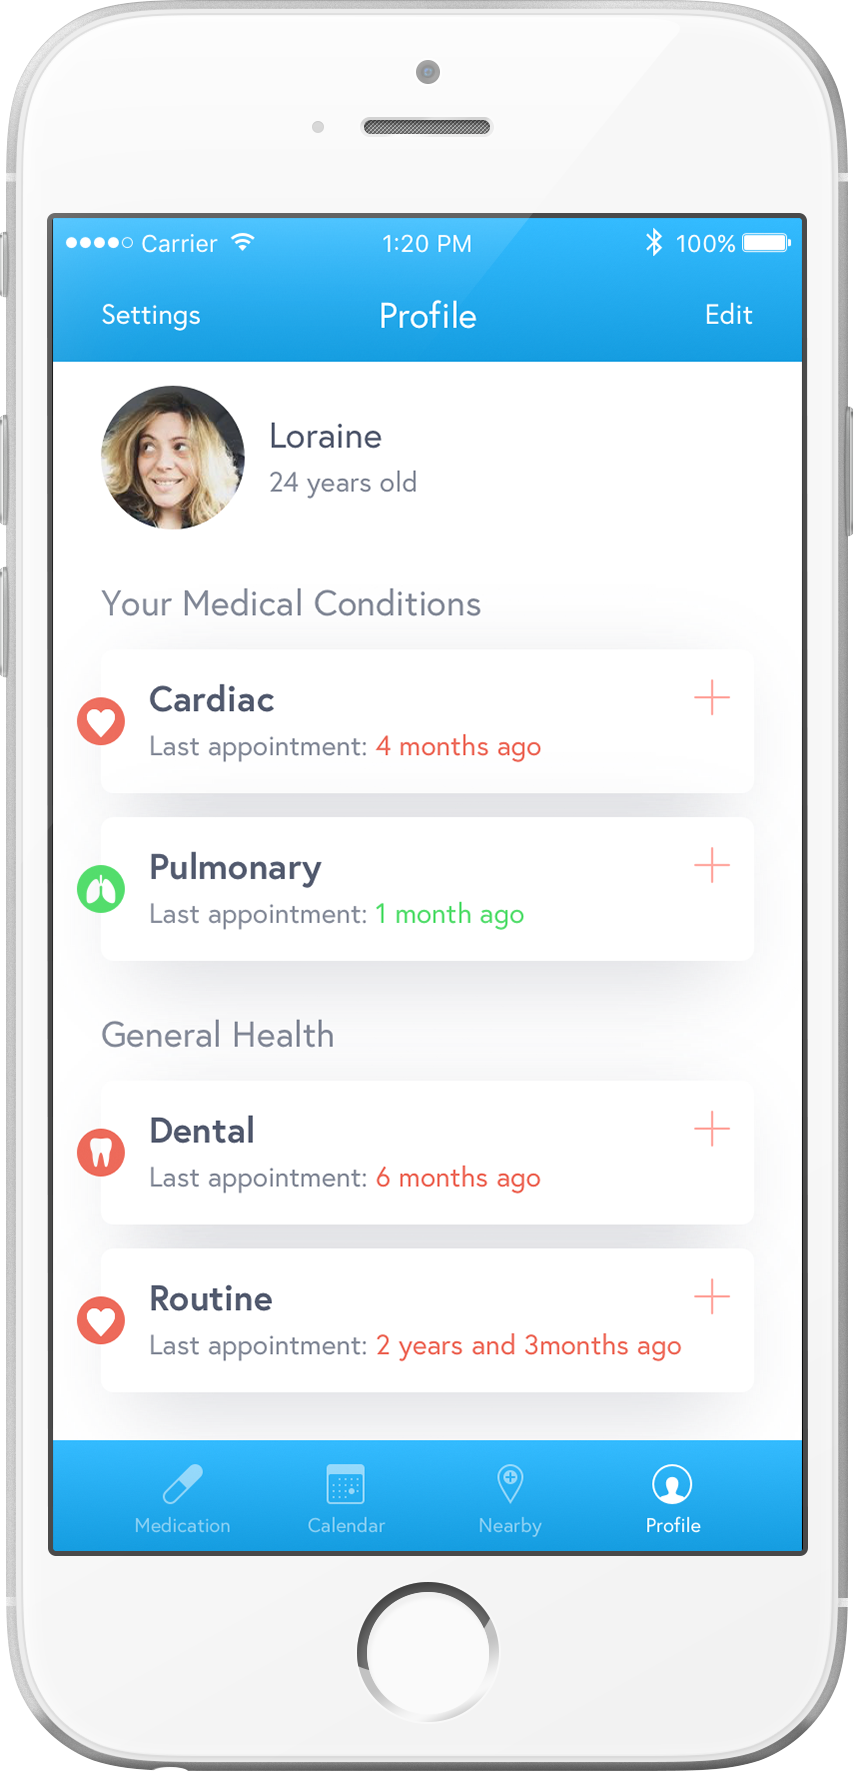 Carrier 1:20 PM 100%
Settings Profile Edit
Loraine
24 years old
Your Medical Conditions
Cardiac
Last appointment: 4 months ago
Pulmonary
Last appointment: 1 month ago
General Health
Dental
Last appointment: 6 months ago
Routine
Last appointment: 2 years and 3months ago
Medication Calendar Nearby Profile